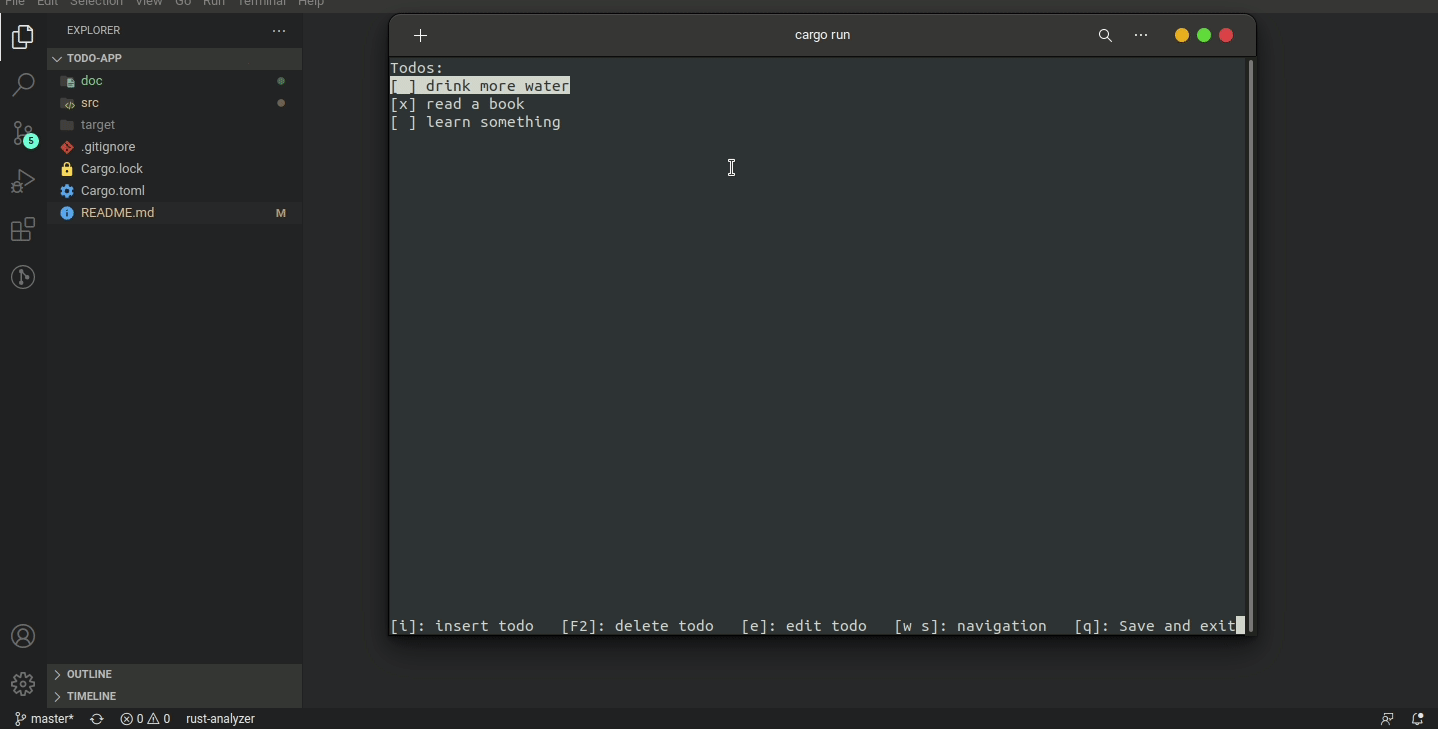 File Edit Selection View Go Run Terminal Help
EXPLORER
TODO-APP
doc
src
target
.gitignore
Cargo.lock
Cargo.toml
README.md M
5
OUTLINE
TIMELINE
master* 0 0 rust-analyzer
cargo run
Todos:
[ ] drink more water
[x] read a book
[ ] learn something
[i]: insert todo [F2]: delete todo [e]: edit todo [w s]: navigation [q]: Save and exit